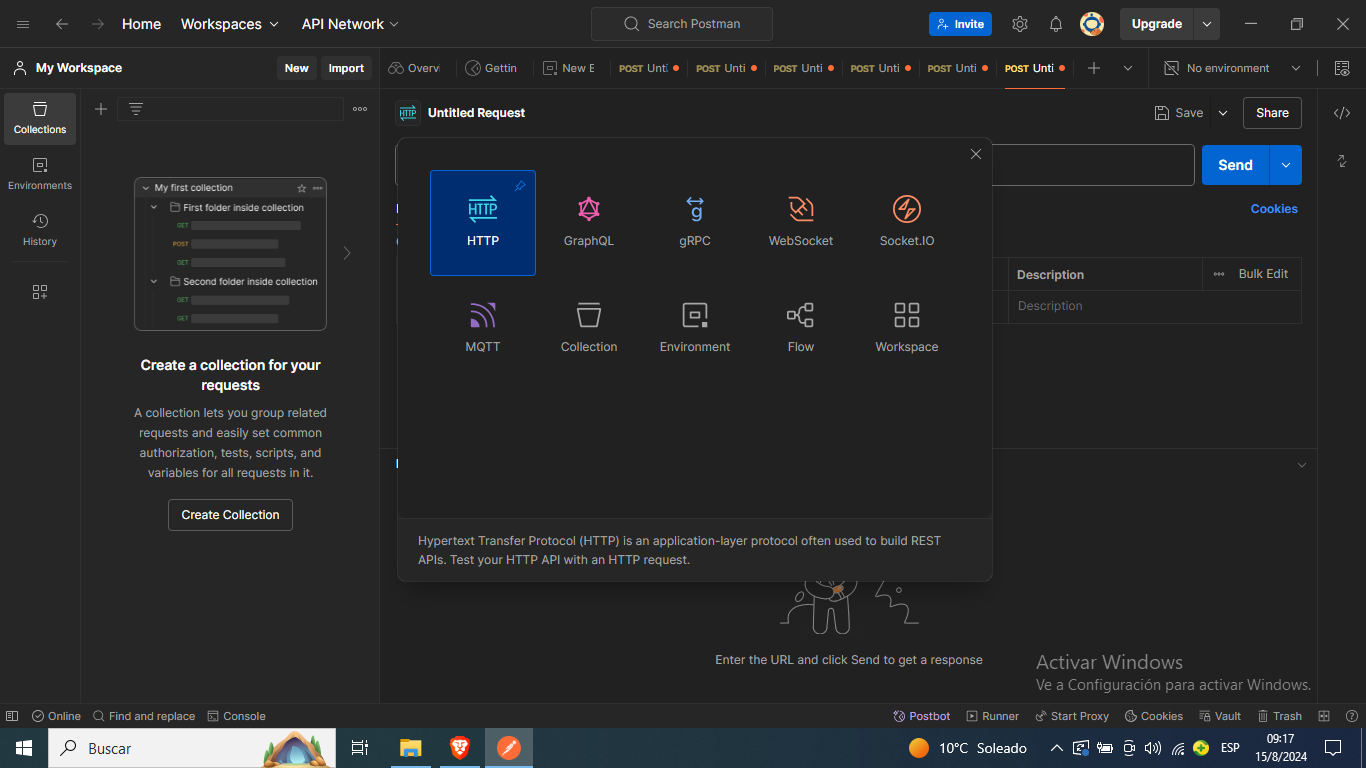 Home Workspaces API Network Search Postman Invite Upgrade
My Workspace New Import Overvi Gettin New E POST Unti POST Unti POST Unti POST Unti POST Unti POST Unti No environment
Collections
Environments
History
HTTP Untitled Request Save Share
Send
Cookies
My first collection
First folder inside collection
GET
POST
GET
Second folder inside collection
GET
GET
Create a collection for your
requests
A collection lets you group related
requests and easily set common
authorization, tests, scripts, and
variables for all requests in it.
Create Collection
HTTP
HTTP GraphQL gRPC WebSocket Socket.IO
MQTT Collection Environment Flow Workspace
Hypertext Transfer Protocol (HTTP) is an application-layer protocol often used to build REST
APIs. Test your HTTP API with an HTTP request.
Description Bulk Edit
Description
Enter the URL and click Send to get a response
Activar Windows
Ve a Configuración para activar Windows.
Online Find and replace Console Postbot Runner Start Proxy Cookies Vault Trash
Buscar 10°C Soleado ESP 09:17
15/8/2024